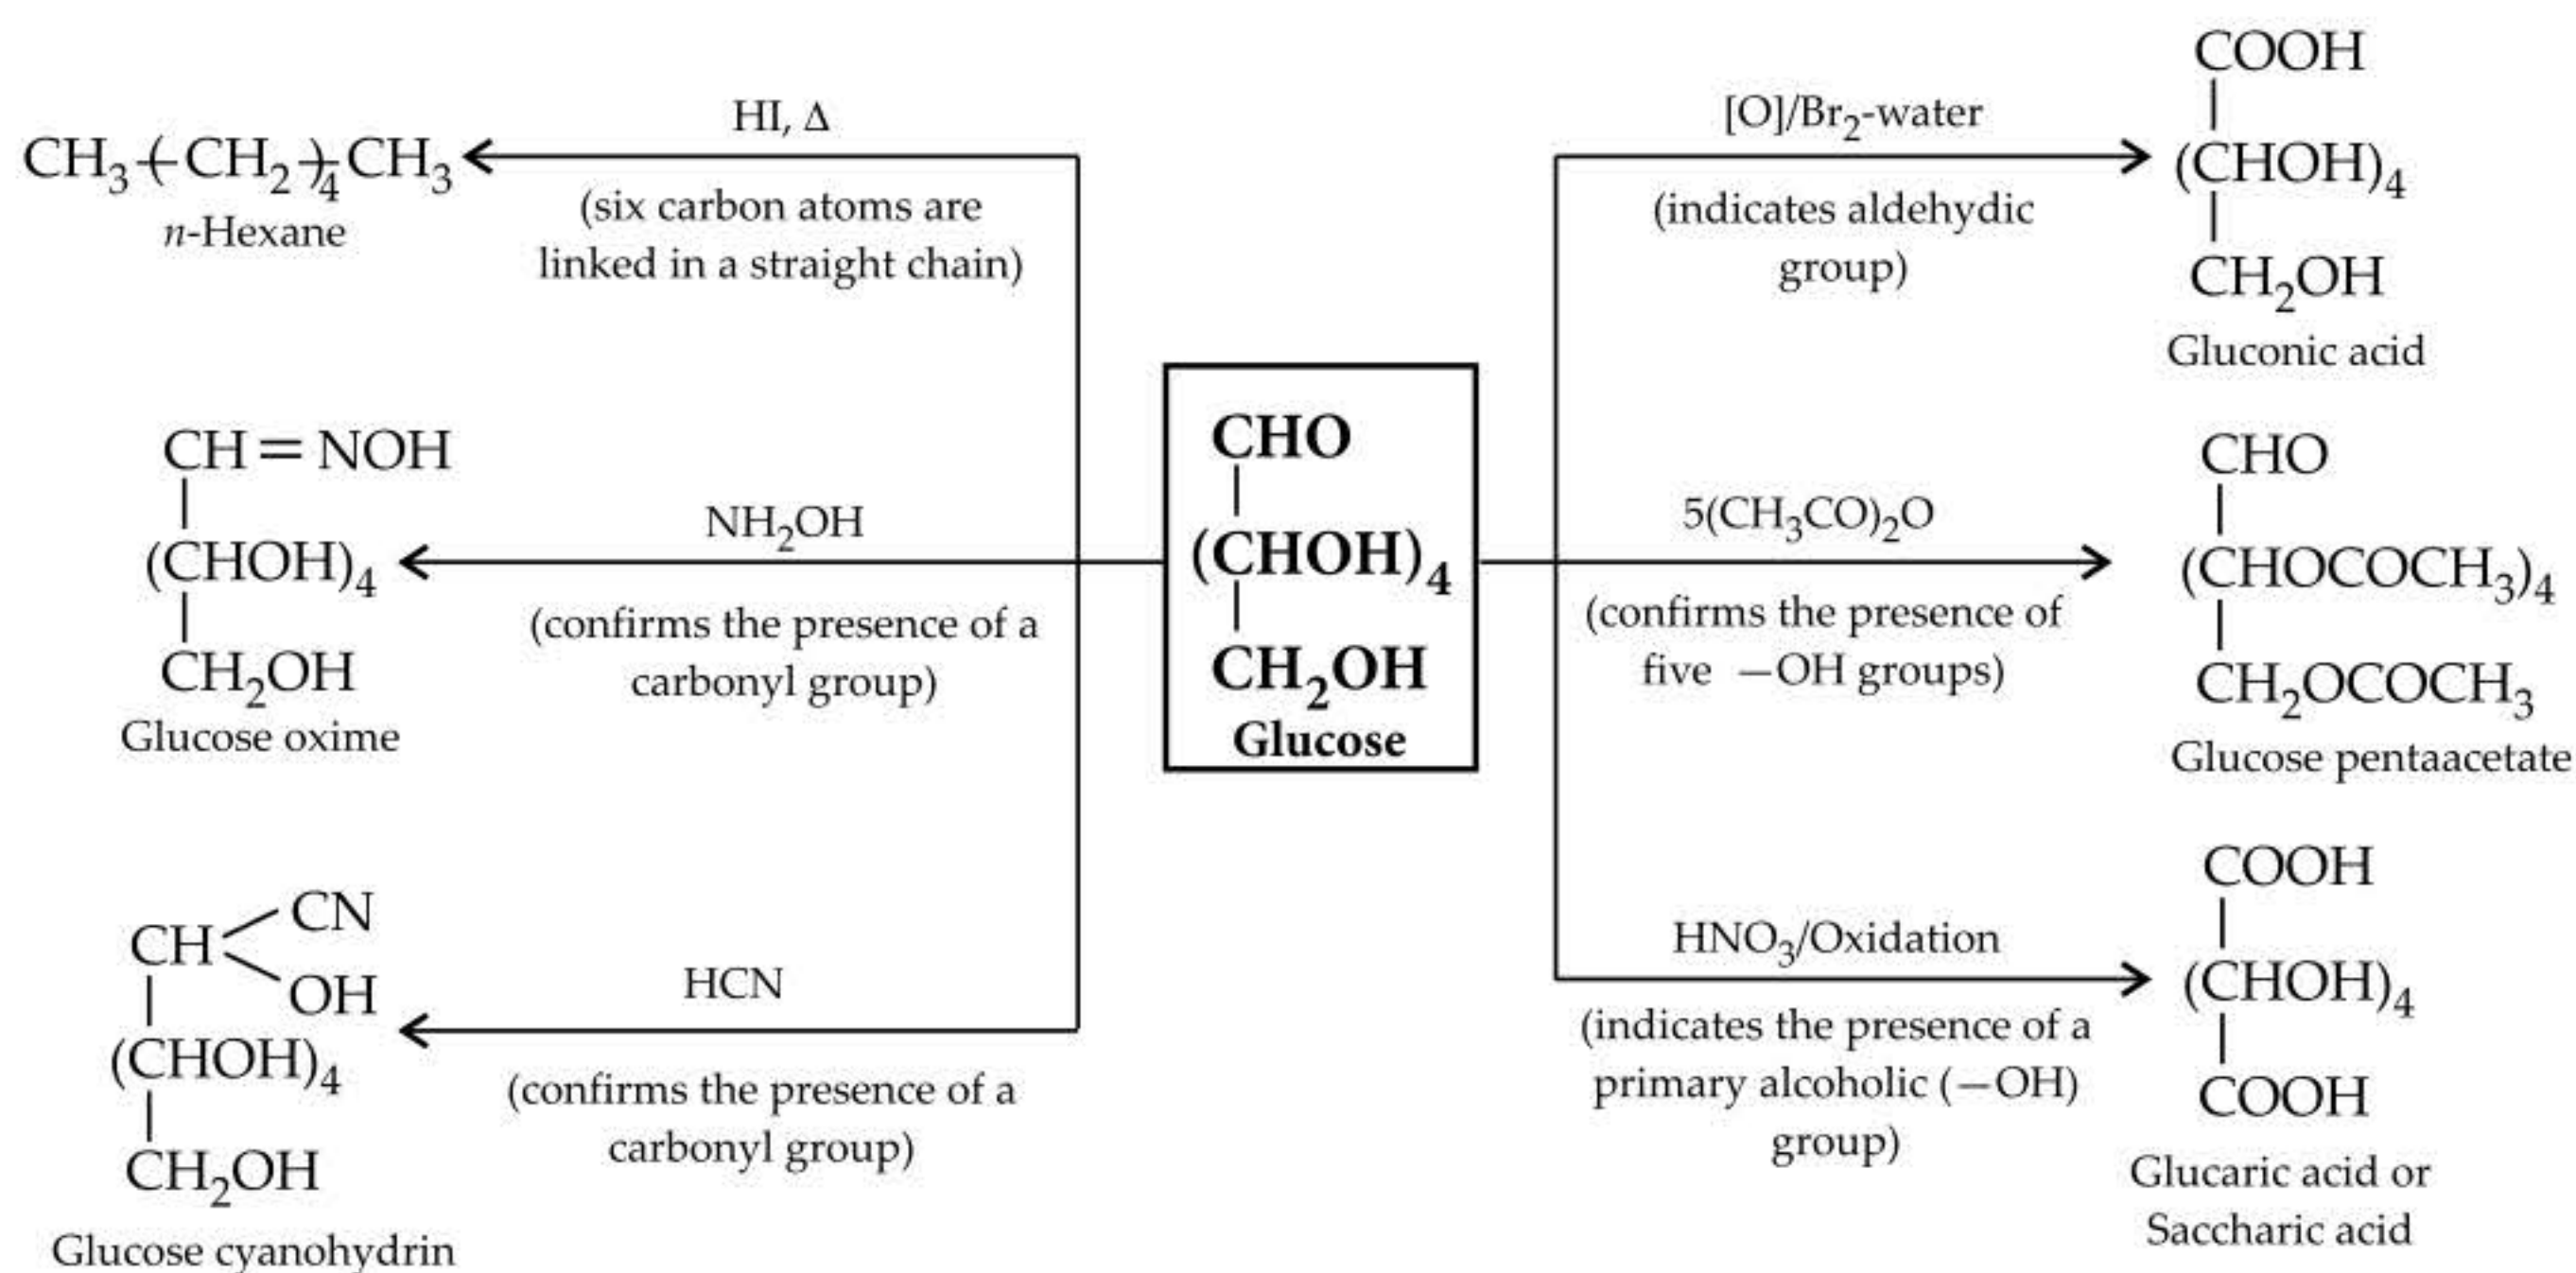 HI, Δ
CH₃-(CH₂)₄-CH₃
n-Hexane
(six carbon atoms are
linked in a straight chain)
CH=NOH
(CHOH)₄
CH₂OH
Glucose oxime
NH₂OH
(confirms the presence of a
carbonyl group)
CH
CN
OH
(CHOH)₄
CH₂OH
Glucose cyanohydrin
HCN
(confirms the presence of a
carbonyl group)
CHO
(CHOH)₄
CH₂OH
Glucose
[O]/Br₂-water
(indicates aldehydic
group)
COOH
(CHOH)₄
CH₂OH
Gluconic acid
5(CH₃CO)₂O
(confirms the presence of
five —OH groups)
CHO
(CHOCOCH₃)₄
CH₂OCOCH₃
Glucose pentaacetate
HNO₃/Oxidation
(indicates the presence of a
primary alcoholic (—OH)
group)
COOH
(CHOH)₄
COOH
Glucaric acid or
Saccharic acid